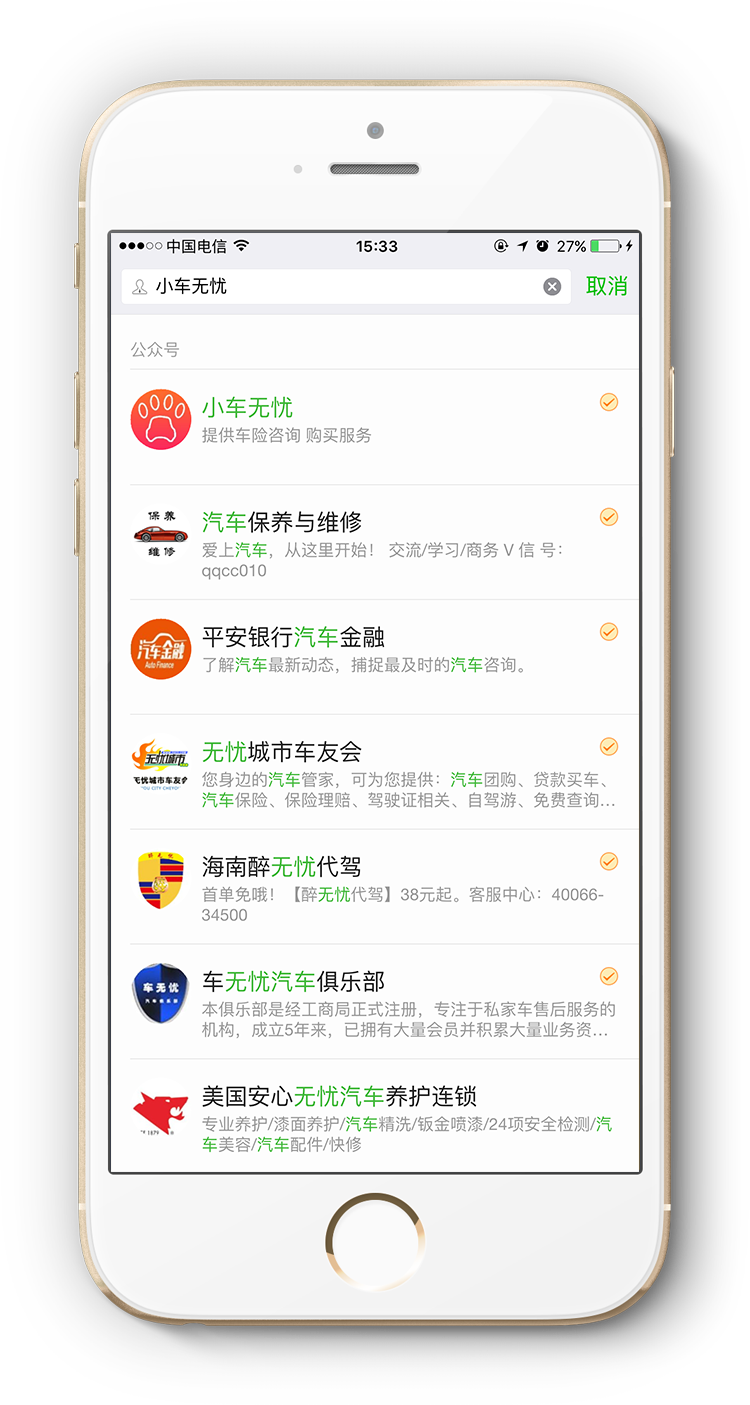 中国电信
15:33
27%
小车无忧
取消
公众号
小车无忧
提供车险咨询 购买服务
保 养
维 修
汽车保养与维修
爱上汽车，从这里开始！ 交流/学习/商务 V 信 号：
qqcc010
汽车金融
Auto Finance
平安银行汽车金融
了解汽车最新动态，捕捉最及时的汽车咨询。
无忧城市
无忧城市车友会
您身边的汽车管家，可为您提供：汽车团购、贷款买车、
汽车保险、保险理赔、驾驶证相关、自驾游、免费查询…
海南醉无忧代驾
首单免哦！【醉无忧代驾】38元起。客服中心：40066-
34500
车无忧
车无忧汽车俱乐部
本俱乐部是经工商局正式注册，专注于私家车售后服务的
机构，成立5年来，已拥有大量会员并积累大量业务资…
美国安心无忧汽车养护连锁
专业养护/漆面养护/汽车精洗/钣金喷漆/24项安全检测/汽
车美容/汽车配件/快修